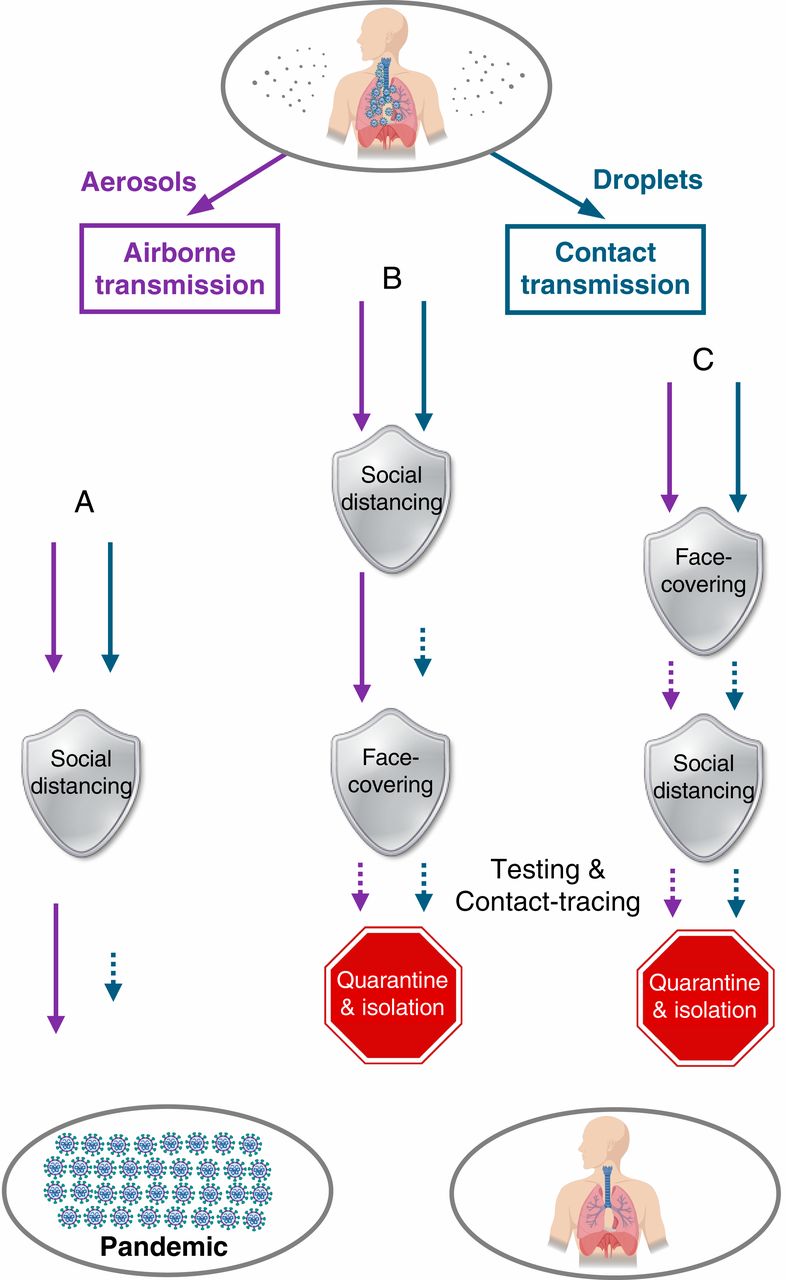 Aerosols
Droplets
Airborne
transmission
Contact
transmission
B
C
A
Social
distancing
Face-
covering
Social
distancing
Face-
covering
Social
distancing
Testing &
Contact-tracing
Quarantine
& isolation
Quarantine
& isolation
Pandemic